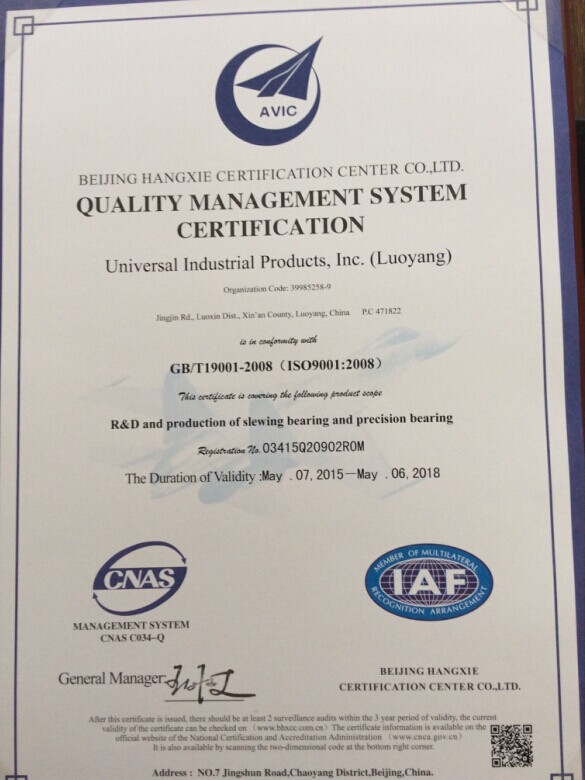 AVIC
BEIJING HANGXIE CERTIFICATION CENTER CO.,LTD.
QUALITY MANAGEMENT SYSTEM
CERTIFICATION
Universal Industrial Products, Inc. (Luoyang)
Organization Code: 39985258-9
Jingjin Rd., Luoxin Dist., Xin'an County, Luoyang, China P.C 471822
is in conformity with
GB/T19001-2008（ISO9001:2008）
This certificate is covering the following product scope
R&D and production of slewing bearing and precision bearing
Registration No. 03415Q20902R0M
The Duration of Validity :May . 07, 2015—May . 06, 2018
CNAS
MANAGEMENT SYSTEM
CNAS C034-Q
MEMBER OF MULTILATERAL
IAF
RECOGNITION ARRANGEMENT
General Manager:
BEIJING HANGXIE
CERTIFICATION CENTER CO.,LTD.
After this certificate is issued, there should be at least 2 surveillance audits within the 3 year period of validity, the current
validity of the certificate can be checked on （www.bhxcc.com.cn）The certificate information is available on the
official website of the National Certification and Accreditation Administration （www.cnca.gov.cn）
It is also available by scanning the two-dimensional code at the bottom right corner.
Address : NO.7 Jingshun Road,Chaoyang District,Beijing,China.